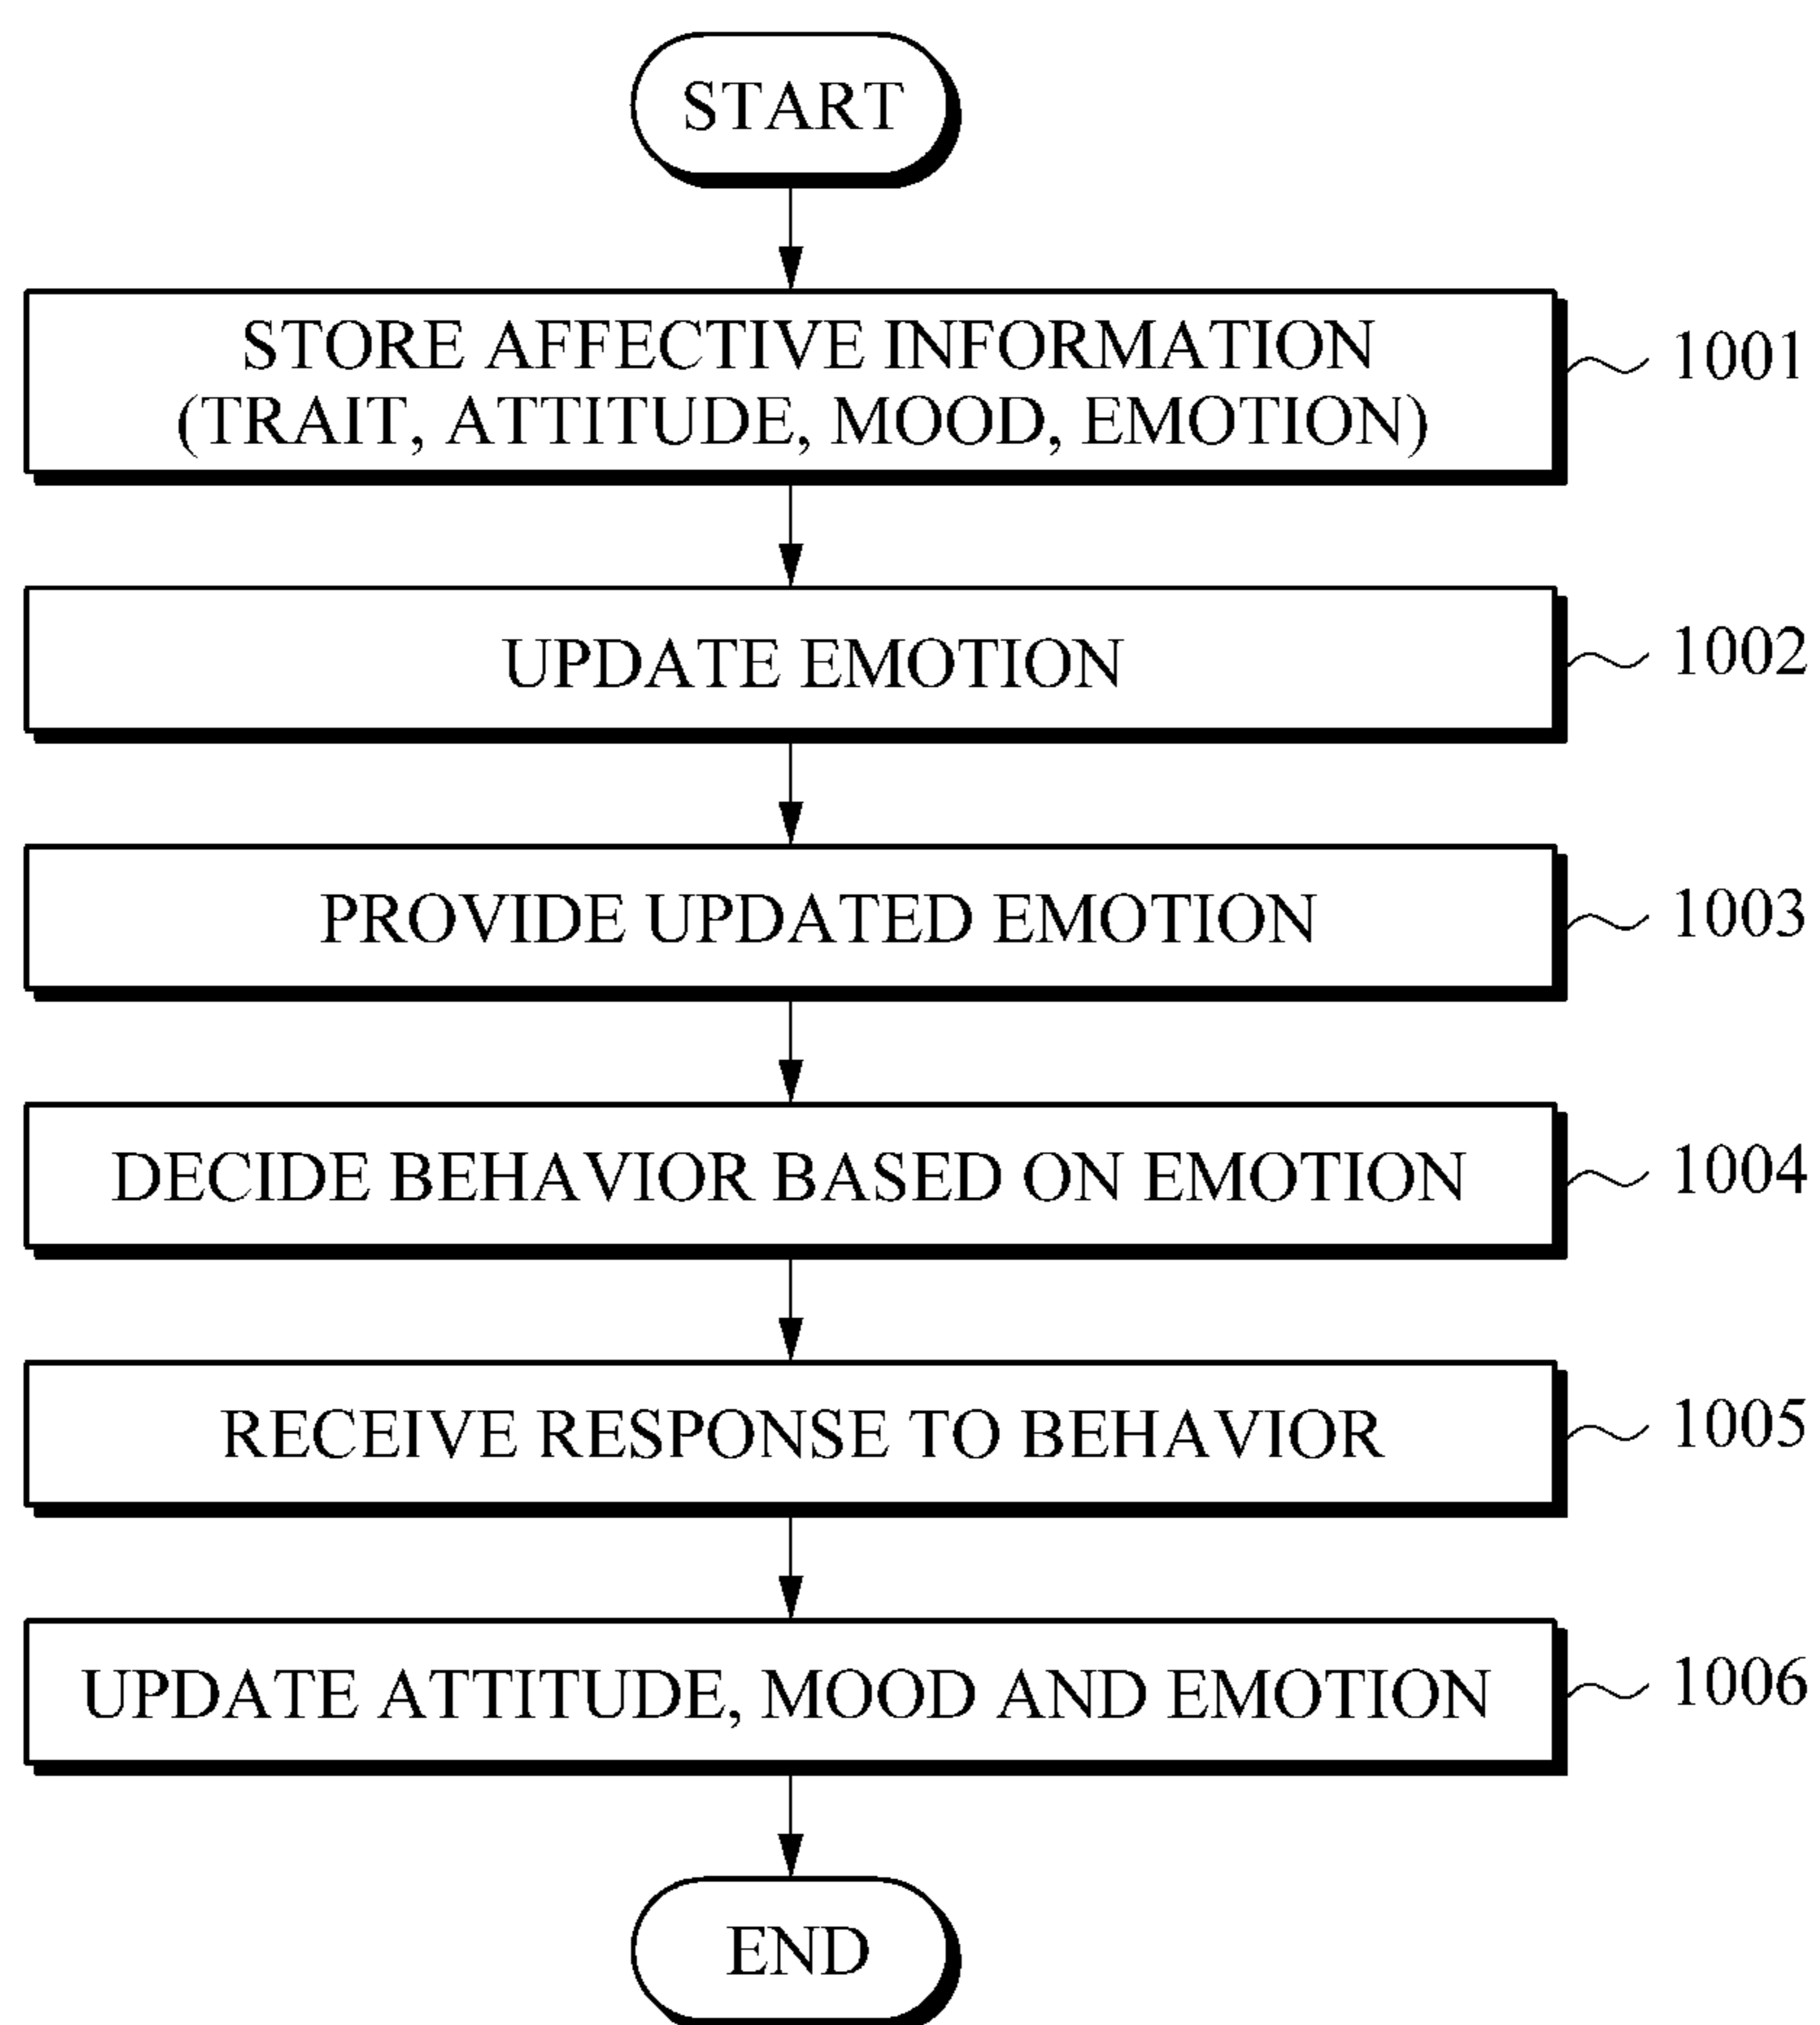 START
STORE AFFECTIVE INFORMATION
(TRAIT, ATTITUDE, MOOD, EMOTION)
1001
UPDATE EMOTION
1002
PROVIDE UPDATED EMOTION
1003
DECIDE BEHAVIOR BASED ON EMOTION
1004
RECEIVE RESPONSE TO BEHAVIOR
1005
UPDATE ATTITUDE, MOOD AND EMOTION
1006
END